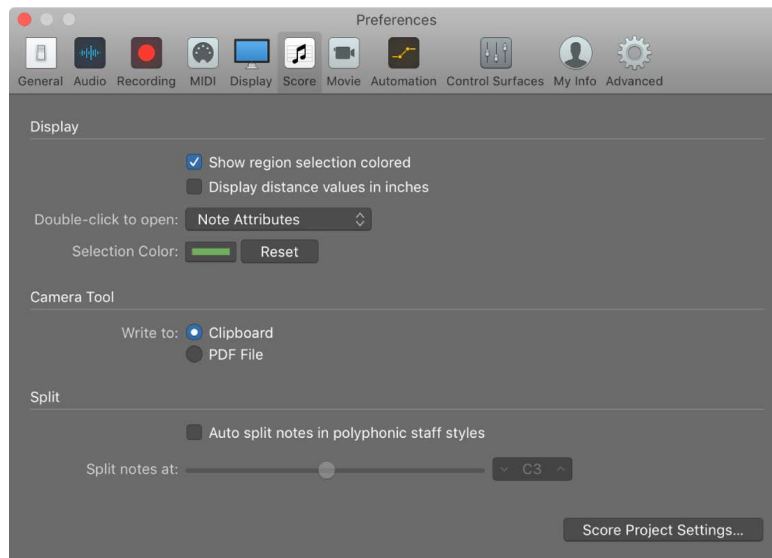 Preferences
General Audio Recording MIDI Display Score Movie Automation Control Surfaces My Info Advanced
Display
Show region selection colored
Display distance values in inches
Double-click to open: Note Attributes
Selection Color: Reset
Camera Tool
Write to: Clipboard
PDF File
Split
Auto split notes in polyphonic staff styles
Split notes at: C3
Score Project Settings...